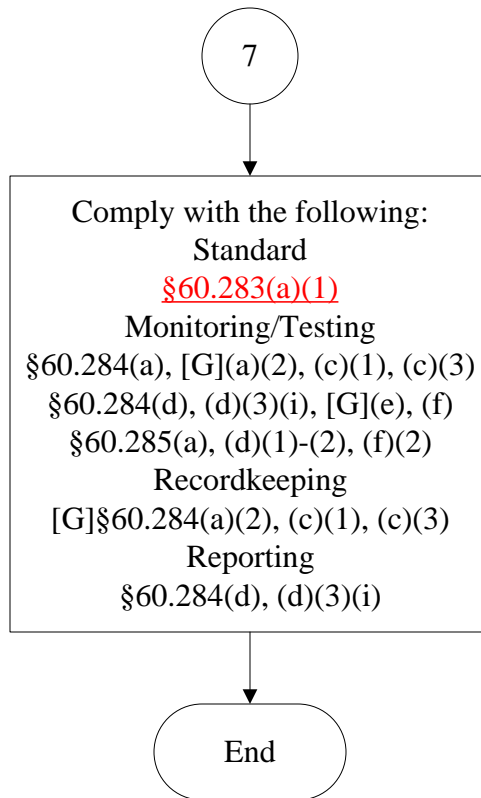 7
Comply with the following:
Standard
§60.283(a)(1)
Monitoring/Testing
§60.284(a), [G](a)(2), (c)(1), (c)(3)
§60.284(d), (d)(3)(i), [G](e), (f)
§60.285(a), (d)(1)-(2), (f)(2)
Recordkeeping
[G]§60.284(a)(2), (c)(1), (c)(3)
Reporting
§60.284(d), (d)(3)(i)
End